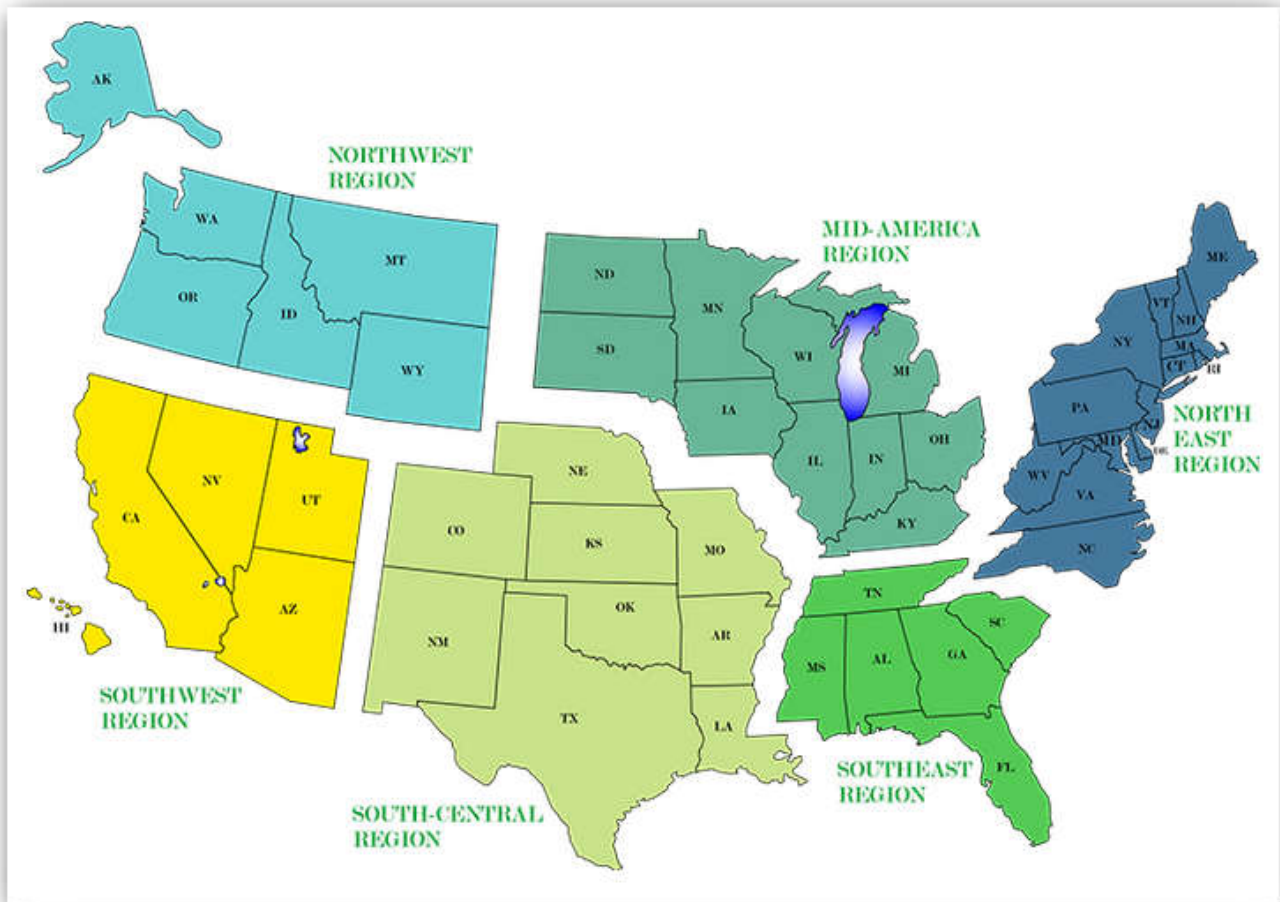 AK
NORTHWEST
REGION
WA
MT
OR
ID
WY
MID-AMERICA
REGION
ND
MN
SD
WI
MI
IA
IL
IN
OH
KY
ME
VT
NH
NY
MA
CT
RI
PA
NJ
MD
DE
WV
VA
NC
NORTH
EAST
REGION
CA
NV
UT
AZ
HI
SOUTHWEST
REGION
NE
CO
KS
MO
NM
OK
AR
TX
LA
SOUTH-CENTRAL
REGION
TN
SC
MS
AL
GA
FL
SOUTHEAST
REGION